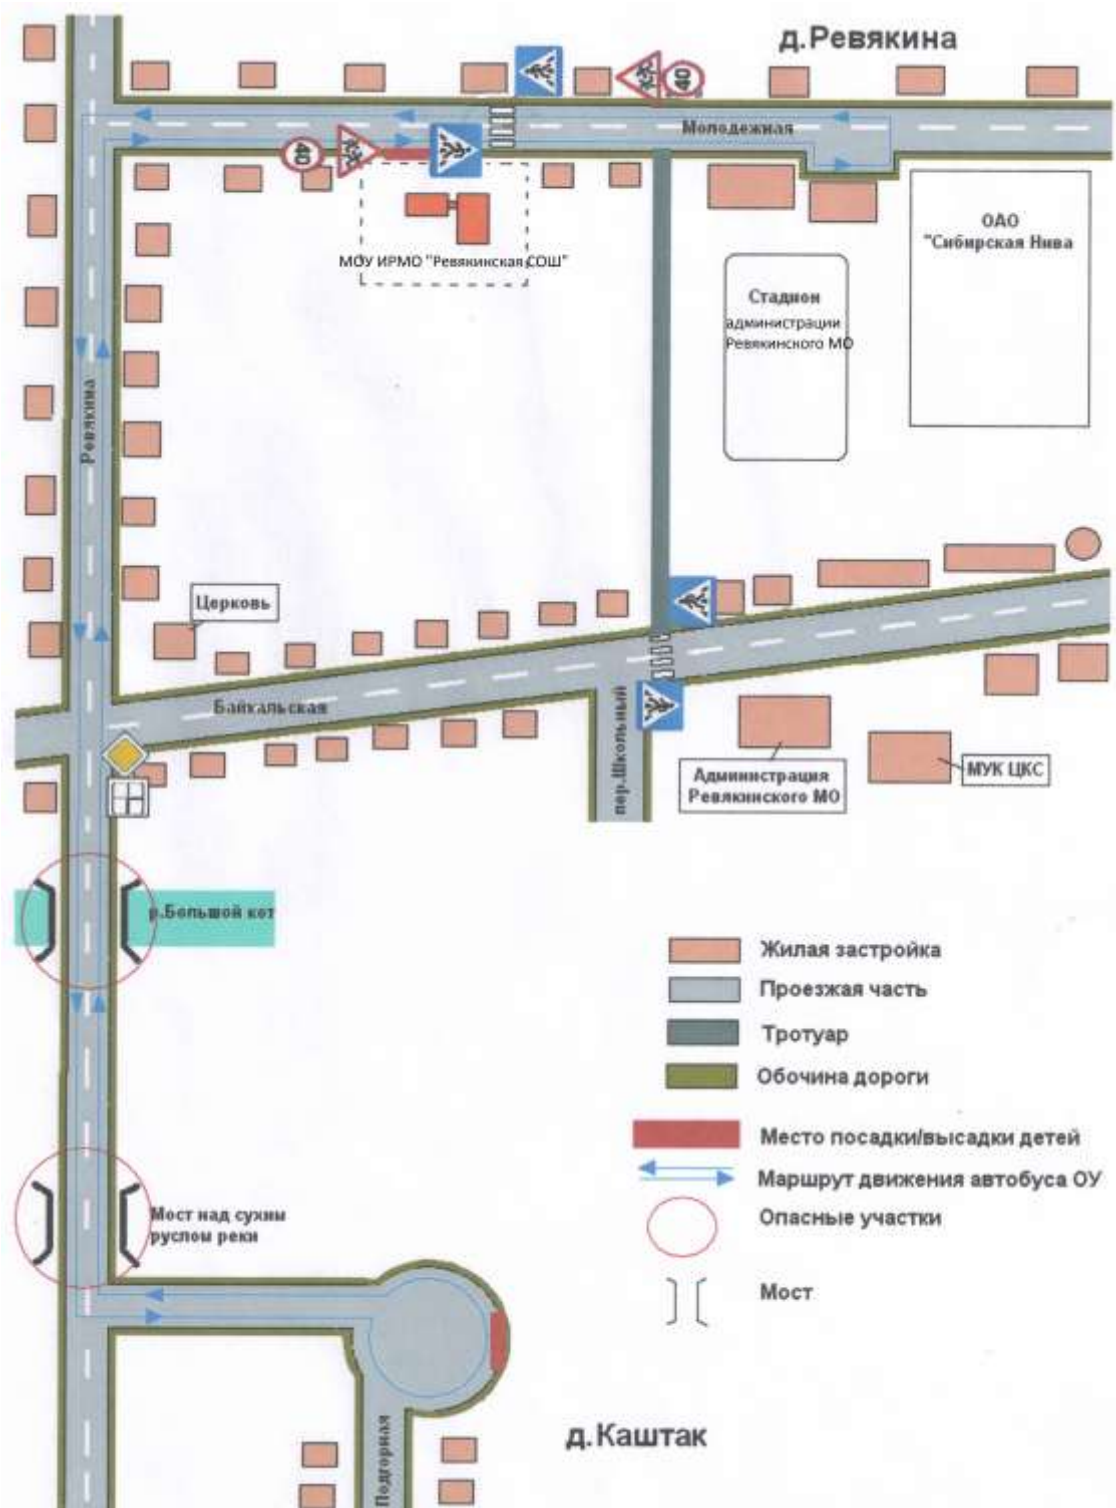 д.Ревякина
40
Молодежная
40
МОУ ИРМО "Ревякинская СОШ"
ОАО
"Сибирская Нива
Стадион
администрации
Ревякинского МО
Ревякина
Церковь
Байкальская
пер.Школьный
Администрация
Ревякинского МО
МУК ЦКС
р.Большой кот
Жилая застройка
Проезжая часть
Тротуар
Обочина дороги
Место посадки/высадки детей
Маршрут движения автобуса ОУ
Опасные участки
Мост
Мост над сухим
руслом реки
Подгорная
д.Каштак